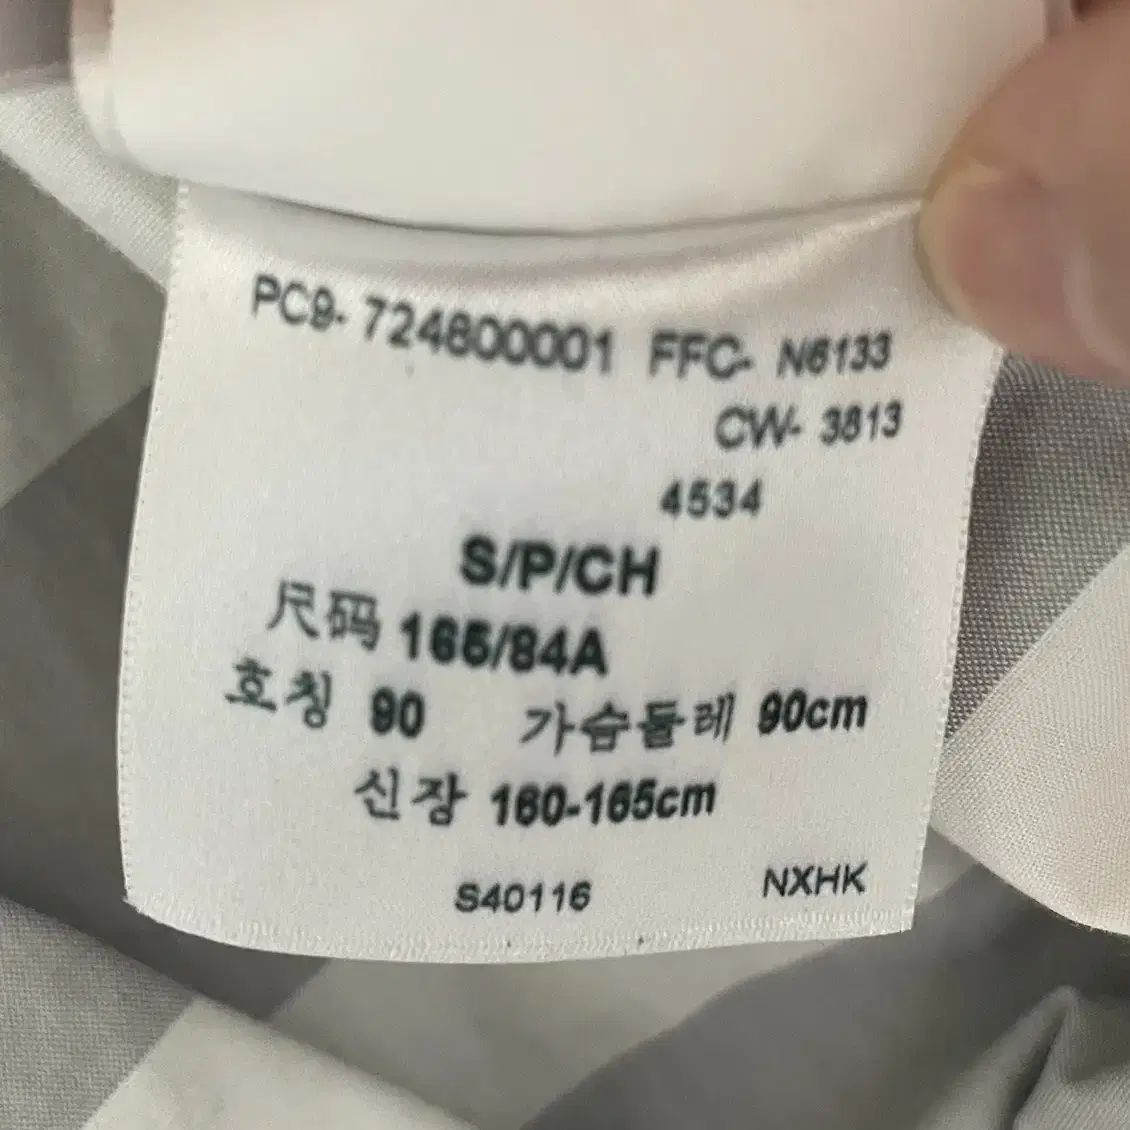 PC9- 724800001 FFC- N6133
CW- 3813
4534
S/P/CH
尺码 165/84A
호칭 90 가슴둘레 90cm
신장 160-165cm
S40116 NXHK